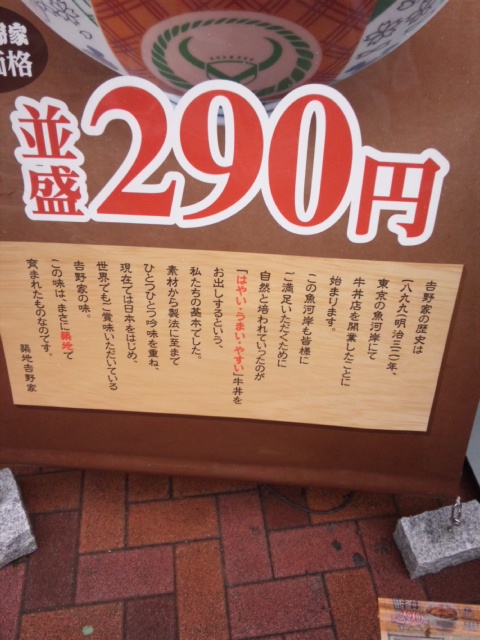 価格
並盛290円
吉野家の歴史は
一八九九(明治三二)年、
東京の魚河岸にて
牛丼店を開業したことに
始まります。
この魚河岸も皆様に
ご満足いただくために
自然と培われていったのが
「はやい・うまい・やすい」牛丼を
お出しするという、
私たちの基本でした。
素材から製法に至まで
ひとつひとつ吟味を重ね、
現在では日本をはじめ、
世界でもご賞味いただいている
吉野家の味。
この味は、まさに築地で
育まれたものなのです。
築地吉野家
290